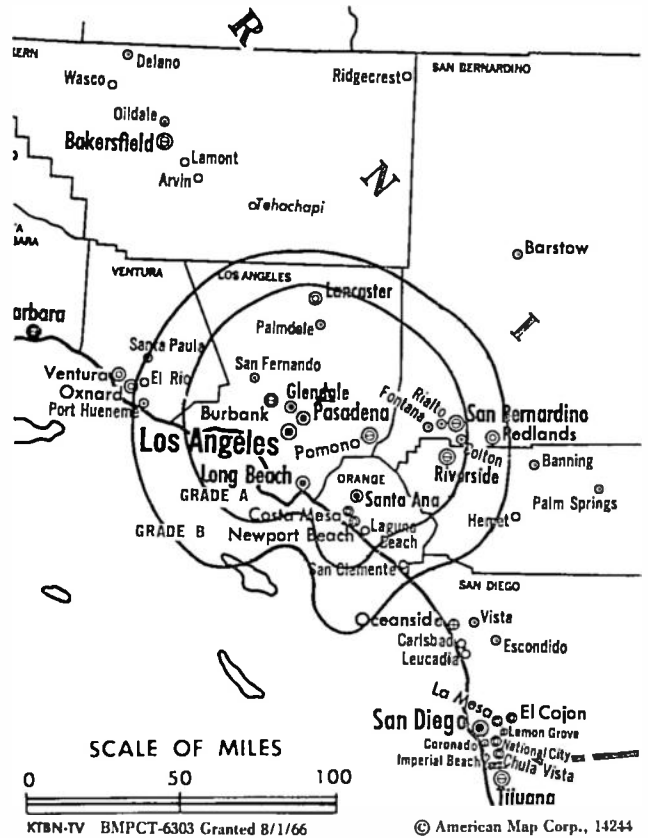 R
ERN
Delano
SAN BERNARDINO
Wasco
Ridgecrest
Oildale
Bakersfield
Lamont
Arvin
N
Tehachapi
BARA
Barstow
VENTURA
LOS ANGELES
Lancaster
I
arbara
Palmdele
Santa Paula
San Fernando
Ventura
El Rio
Glendale
Rialto
Oxnard
Burbank
Pasadena
Fontana
San Bernardino
Port Hueneme
Los Angeles
Pomono
Redlands
Colton
Riverside
Banning
Long Beach
ORANGE
GRADE A
Santa Ana
Palm Springs
Costa Mesa
Hemet
GRADE B
Newport Beach
Laguna
Beach
San Clemente
SAN DIEGO
Oceanside
Vista
Carlsbad
Escondido
Leucadia
La Mesa
El Cajon
San Diego
Lemon Grove
Coronado
National City
Imperial Beach
Chula Vista
Tijuana
SCALE OF MILES
0 50 100
KTBN-TV BMPCT-6303 Granted 8/1/66
© American Map Corp., 14244